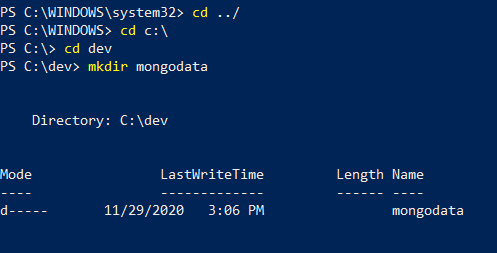 PS C:\WINDOWS\system32> cd ../
PS C:\WINDOWS> cd c:\
PS C:\> cd dev
PS C:\dev> mkdir mongodata
Directory: C:\dev
Mode LastWriteTime Length Name
---- ------------- ------ ----
d----- 11/29/2020 3:06 PM mongodata